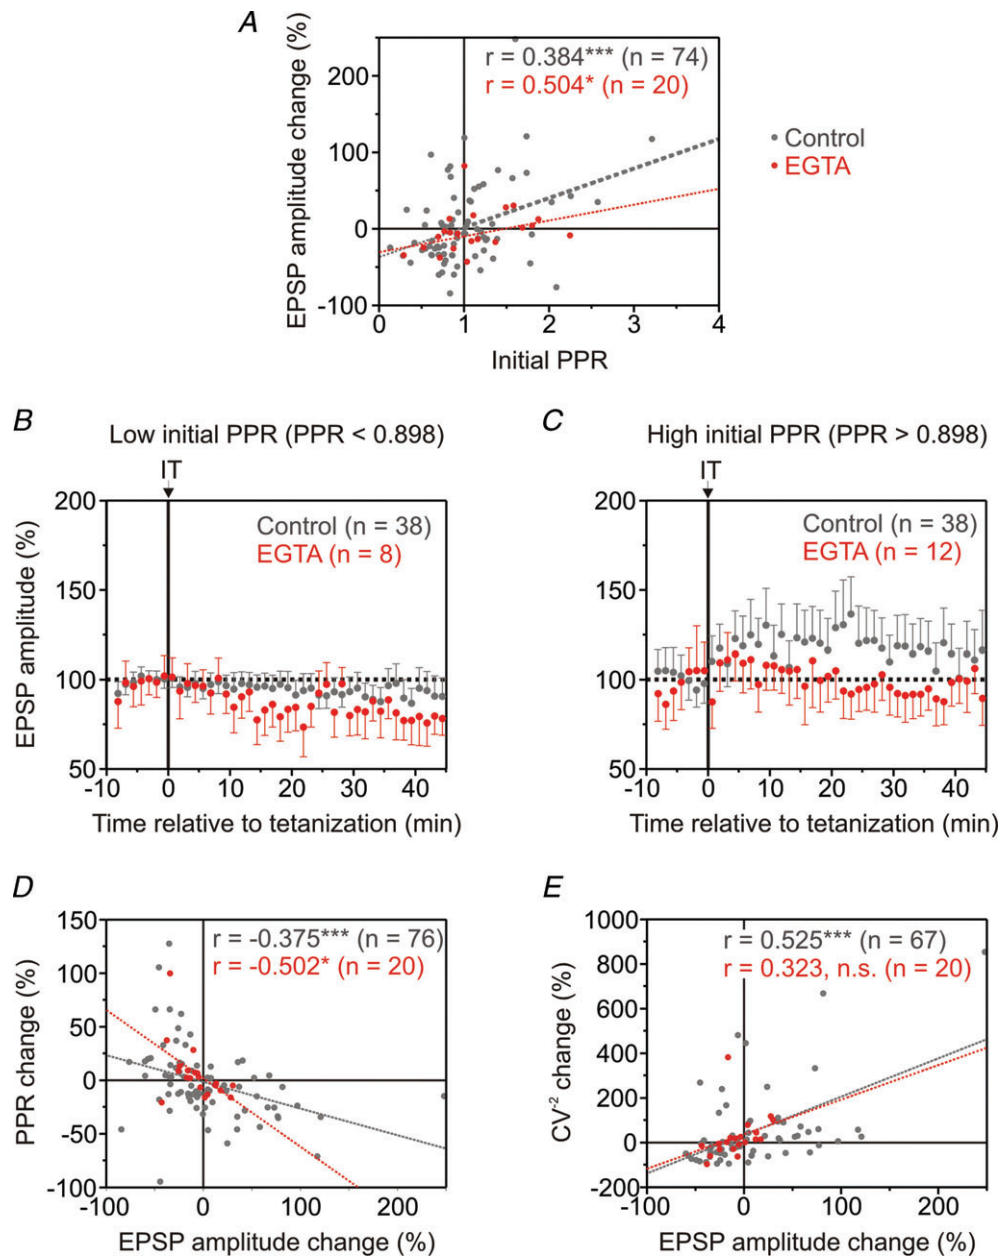 A
r = 0.384*** (n = 74)
r = 0.504* (n = 20)
EPSP amplitude change (%)
200
100
0
-100
0 1 2 3 4
Initial PPR
Control
EGTA
B
Low initial PPR (PPR < 0.898)
IT
Control (n = 38)
EGTA (n = 8)
EPSP amplitude (%)
200
150
100
50
-10 0 10 20 30 40
Time relative to tetanization (min)
C
High initial PPR (PPR > 0.898)
IT
Control (n = 38)
EGTA (n = 12)
200
150
100
50
-10 0 10 20 30 40
Time relative to tetanization (min)
D
r = -0.375*** (n = 76)
r = -0.502* (n = 20)
PPR change (%)
150
100
50
0
-50
-100
-100 0 100 200
EPSP amplitude change (%)
E
r = 0.525*** (n = 67)
r = 0.323, n.s. (n = 20)
CV⁻² change (%)
1000
800
600
400
200
0
-200
-100 0 100 200
EPSP amplitude change (%)